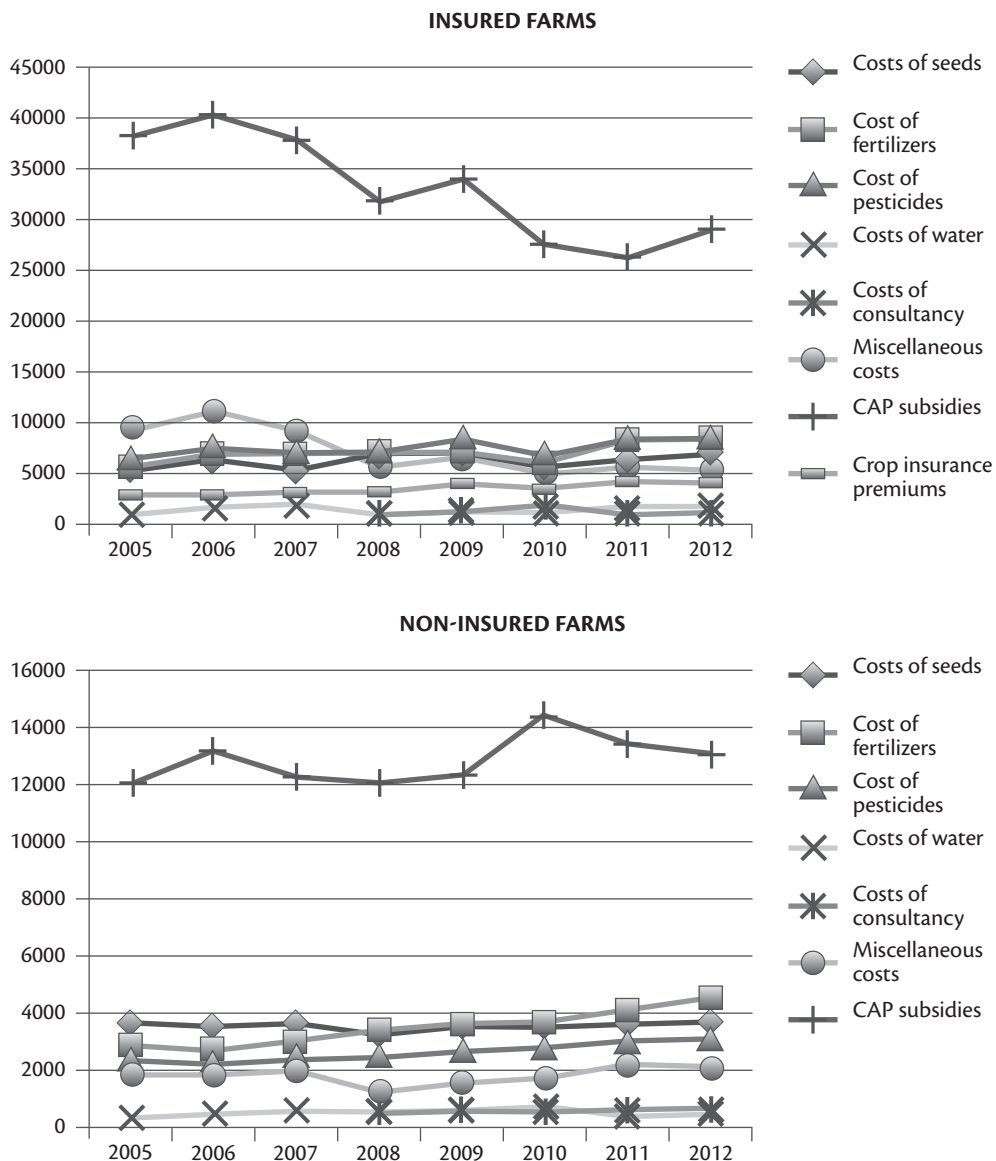 INSURED FARMS
45000
40000
35000
30000
25000
20000
15000
10000
5000
0
2005 2006 2007 2008 2009 2010 2011 2012
Costs of seeds
Cost of
fertilizers
Cost of
pesticides
Costs of water
Costs of
consultancy
Miscellaneous
costs
CAP subsidies
Crop insurance
premiums
NON-INSURED FARMS
16000
14000
12000
10000
8000
6000
4000
2000
0
2005 2006 2007 2008 2009 2010 2011 2012
Costs of seeds
Cost of
fertilizers
Cost of
pesticides
Costs of water
Costs of
consultancy
Miscellaneous
costs
CAP subsidies